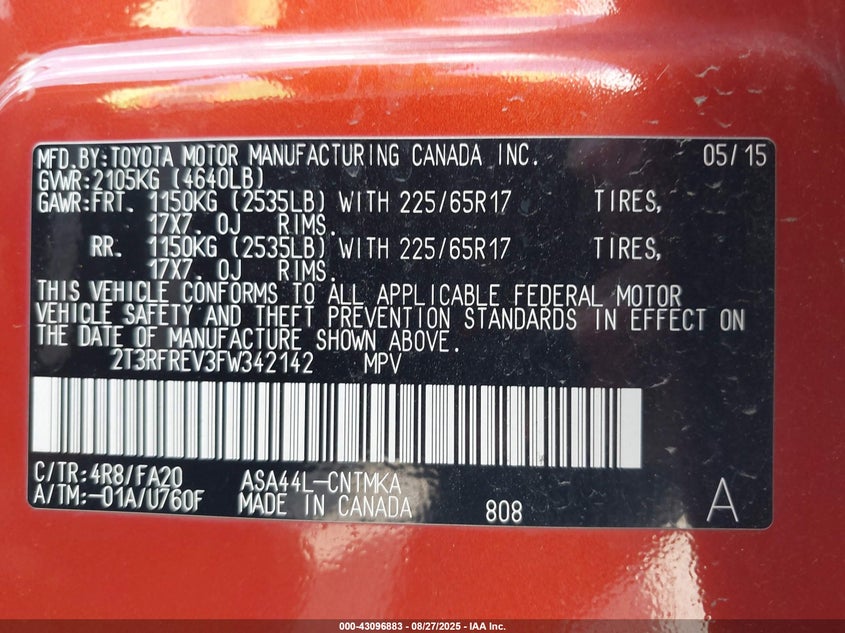 MFD.BY:TOYOTA MOTOR MANUFACTURING CANADA INC. 05/15
GVWR:2105KG (4640LB)
GAWR:FRT. 1150KG (2535LB) WITH 225/65R17 TIRES,
17X7. OJ RIMS.
RR. 1150KG (2535LB) WITH 225/65R17 TIRES,
17X7. OJ RIMS.
THIS VEHICLE CONFORMS TO ALL APPLICABLE FEDERAL MOTOR
VEHICLE SAFETY AND THEFT PREVENTION STANDARDS IN EFFECT ON
THE DATE OF MANUFACTURE SHOWN ABOVE.
2T3RFREV3FW342142 MPV
C/TR:4R8/FA20 ASA44L-CNTMKA
A/TM:-01A/U760F MADE IN CANADA 808 A
000-43096883 - 08/27/2025 - IAA Inc.